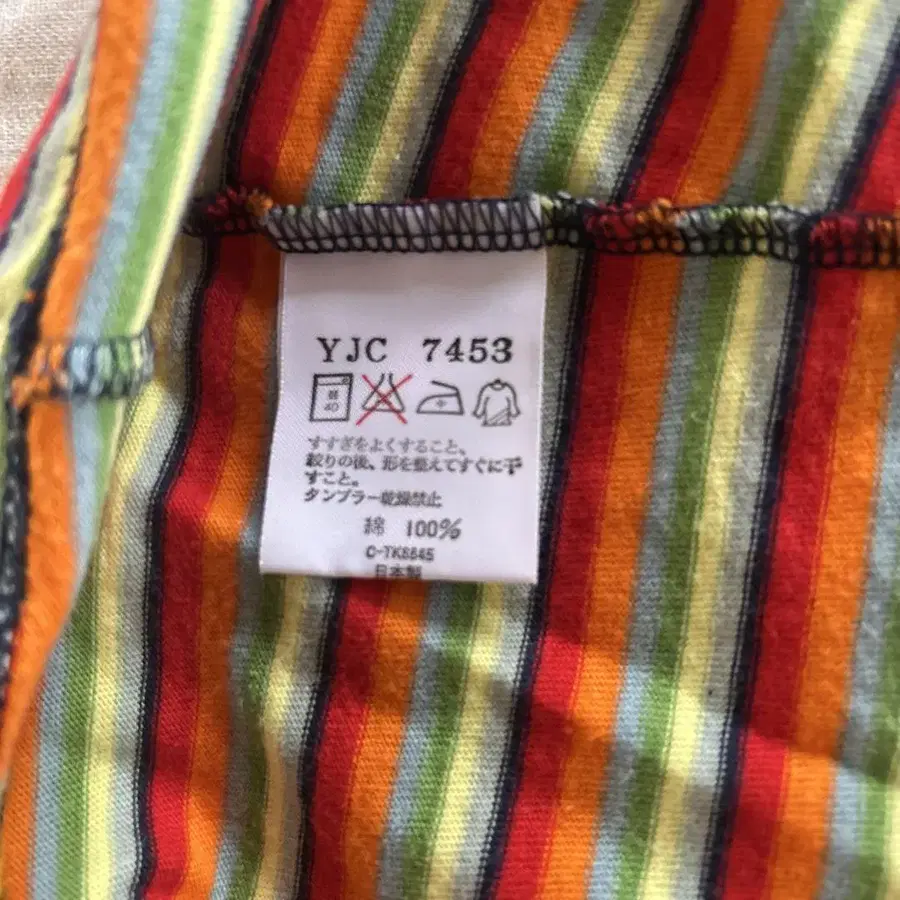 YJC 7453
弱
40
すすぎをよくすること、
絞りの後、形を整えてすぐに干
すこと。
タンブラー乾燥禁止
綿 100%
C-TK8845
日本製